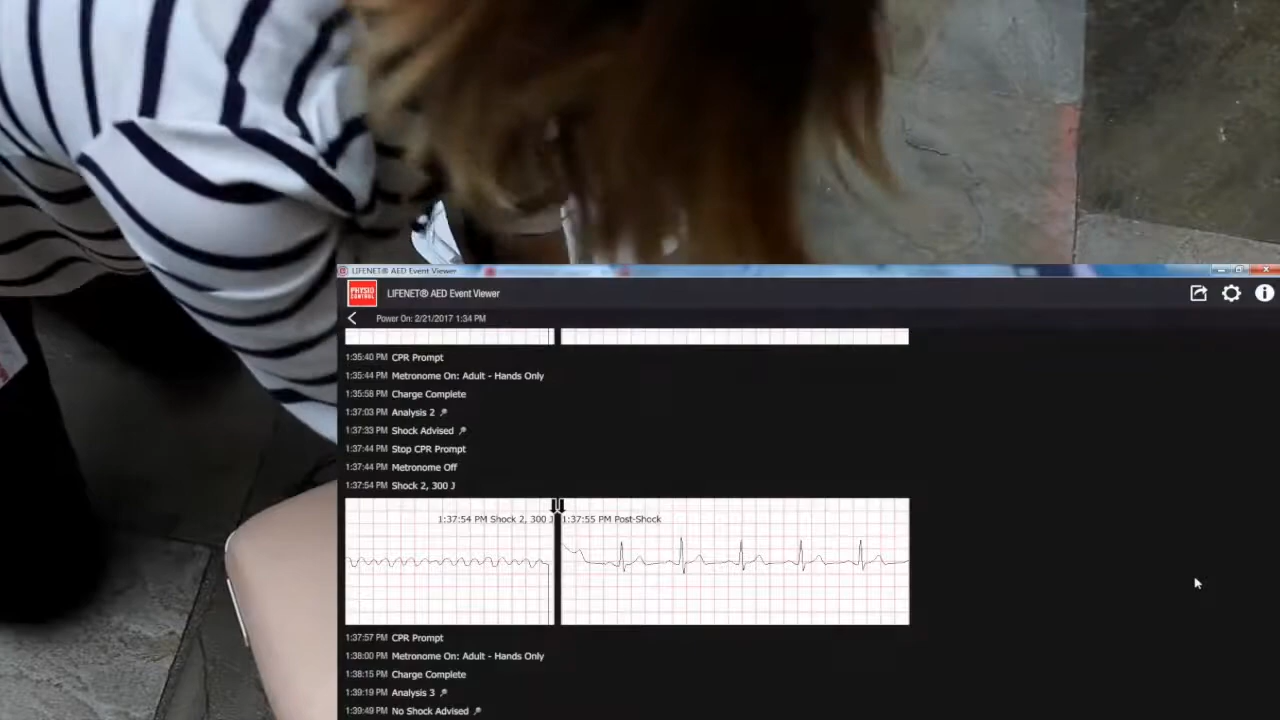 LIFENET® AED Event Viewer
PHYSIO
CONTROL
LIFENET® AED Event Viewer
Power On: 2/21/2017 1:34 PM
1:35:40 PM CPR Prompt
1:35:44 PM Metronome On: Adult - Hands Only
1:35:58 PM Charge Complete
1:37:03 PM Analysis 2
1:37:33 PM Shock Advised
1:37:44 PM Stop CPR Prompt
1:37:44 PM Metronome Off
1:37:54 PM Shock 2, 300 J
1:37:54 PM Shock 2, 300 J
1:37:55 PM Post-Shock
1:37:57 PM CPR Prompt
1:38:00 PM Metronome On: Adult - Hands Only
1:38:15 PM Charge Complete
1:39:19 PM Analysis 3
1:39:49 PM No Shock Advised